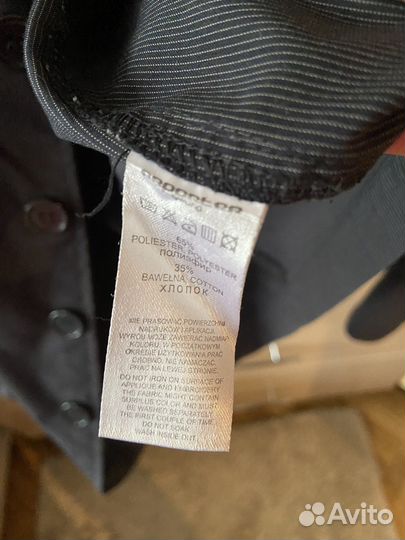 65%
POLIESTER, POLYESTER
ПОЛИЭФИР
35%
BAWEŁNA, COTTON
ХЛОПОК
NIE PRASOWAĆ POWIERZCHNI
NADRUKÓW I APLIKACJI.
WYRÓB MOŻE ZAWIERAĆ NADMIAR
KOLORU. W POCZĄTKOWYM
OKRESIE UŻYTKOWANIA PRAĆ
OSOBNO. NIE NAMACZAĆ.
PRAĆ NA LEWEJ STRONIE.
DO NOT IRON ON SURFACE OF
APPLIQUE AND EMBROIDERY
THE FABRIC MIGHT CONTAIN
SURPLUS COLOR AND MUST
BE WASHED SEPARATELY
THE FIRST COUPLE OF TIME
DO NOT SOAK
WASH INSIDE OUT
Avito